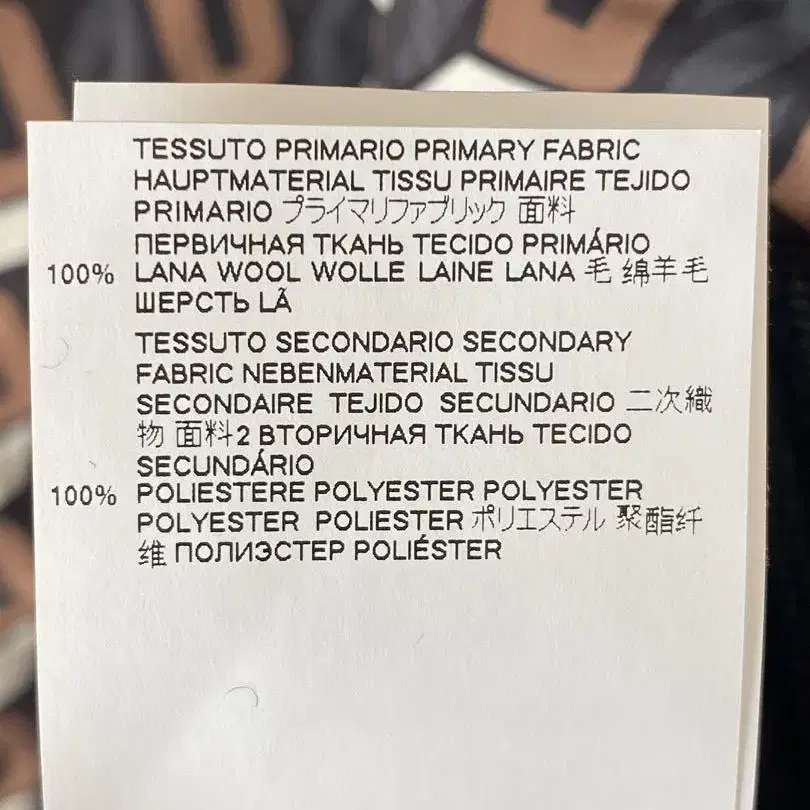 TESSUTO PRIMARIO PRIMARY FABRIC
HAUPTMATERIAL TISSU PRIMAIRE TEJIDO
PRIMARIO プライマリファブリック 面料
ПЕРВИЧНАЯ ТКАНЬ TECIDO PRIMÁRIO
100% LANA WOOL WOLLE LAINE LANA 毛 绵羊毛
ШЕРСТЬ LÃ
TESSUTO SECONDARIO SECONDARY
FABRIC NEBENMATERIAL TISSU
SECONDAIRE TEJIDO SECUNDARIO 二次織
物 面料2 ВТОРИЧНАЯ ТКАНЬ TECIDO
SECUNDÁRIO
100% POLIESTERE POLYESTER POLYESTER
POLYESTER POLIESTER ポリエステル 聚酯纤
维 ПОЛИЭСТЕР POLIÉSTER